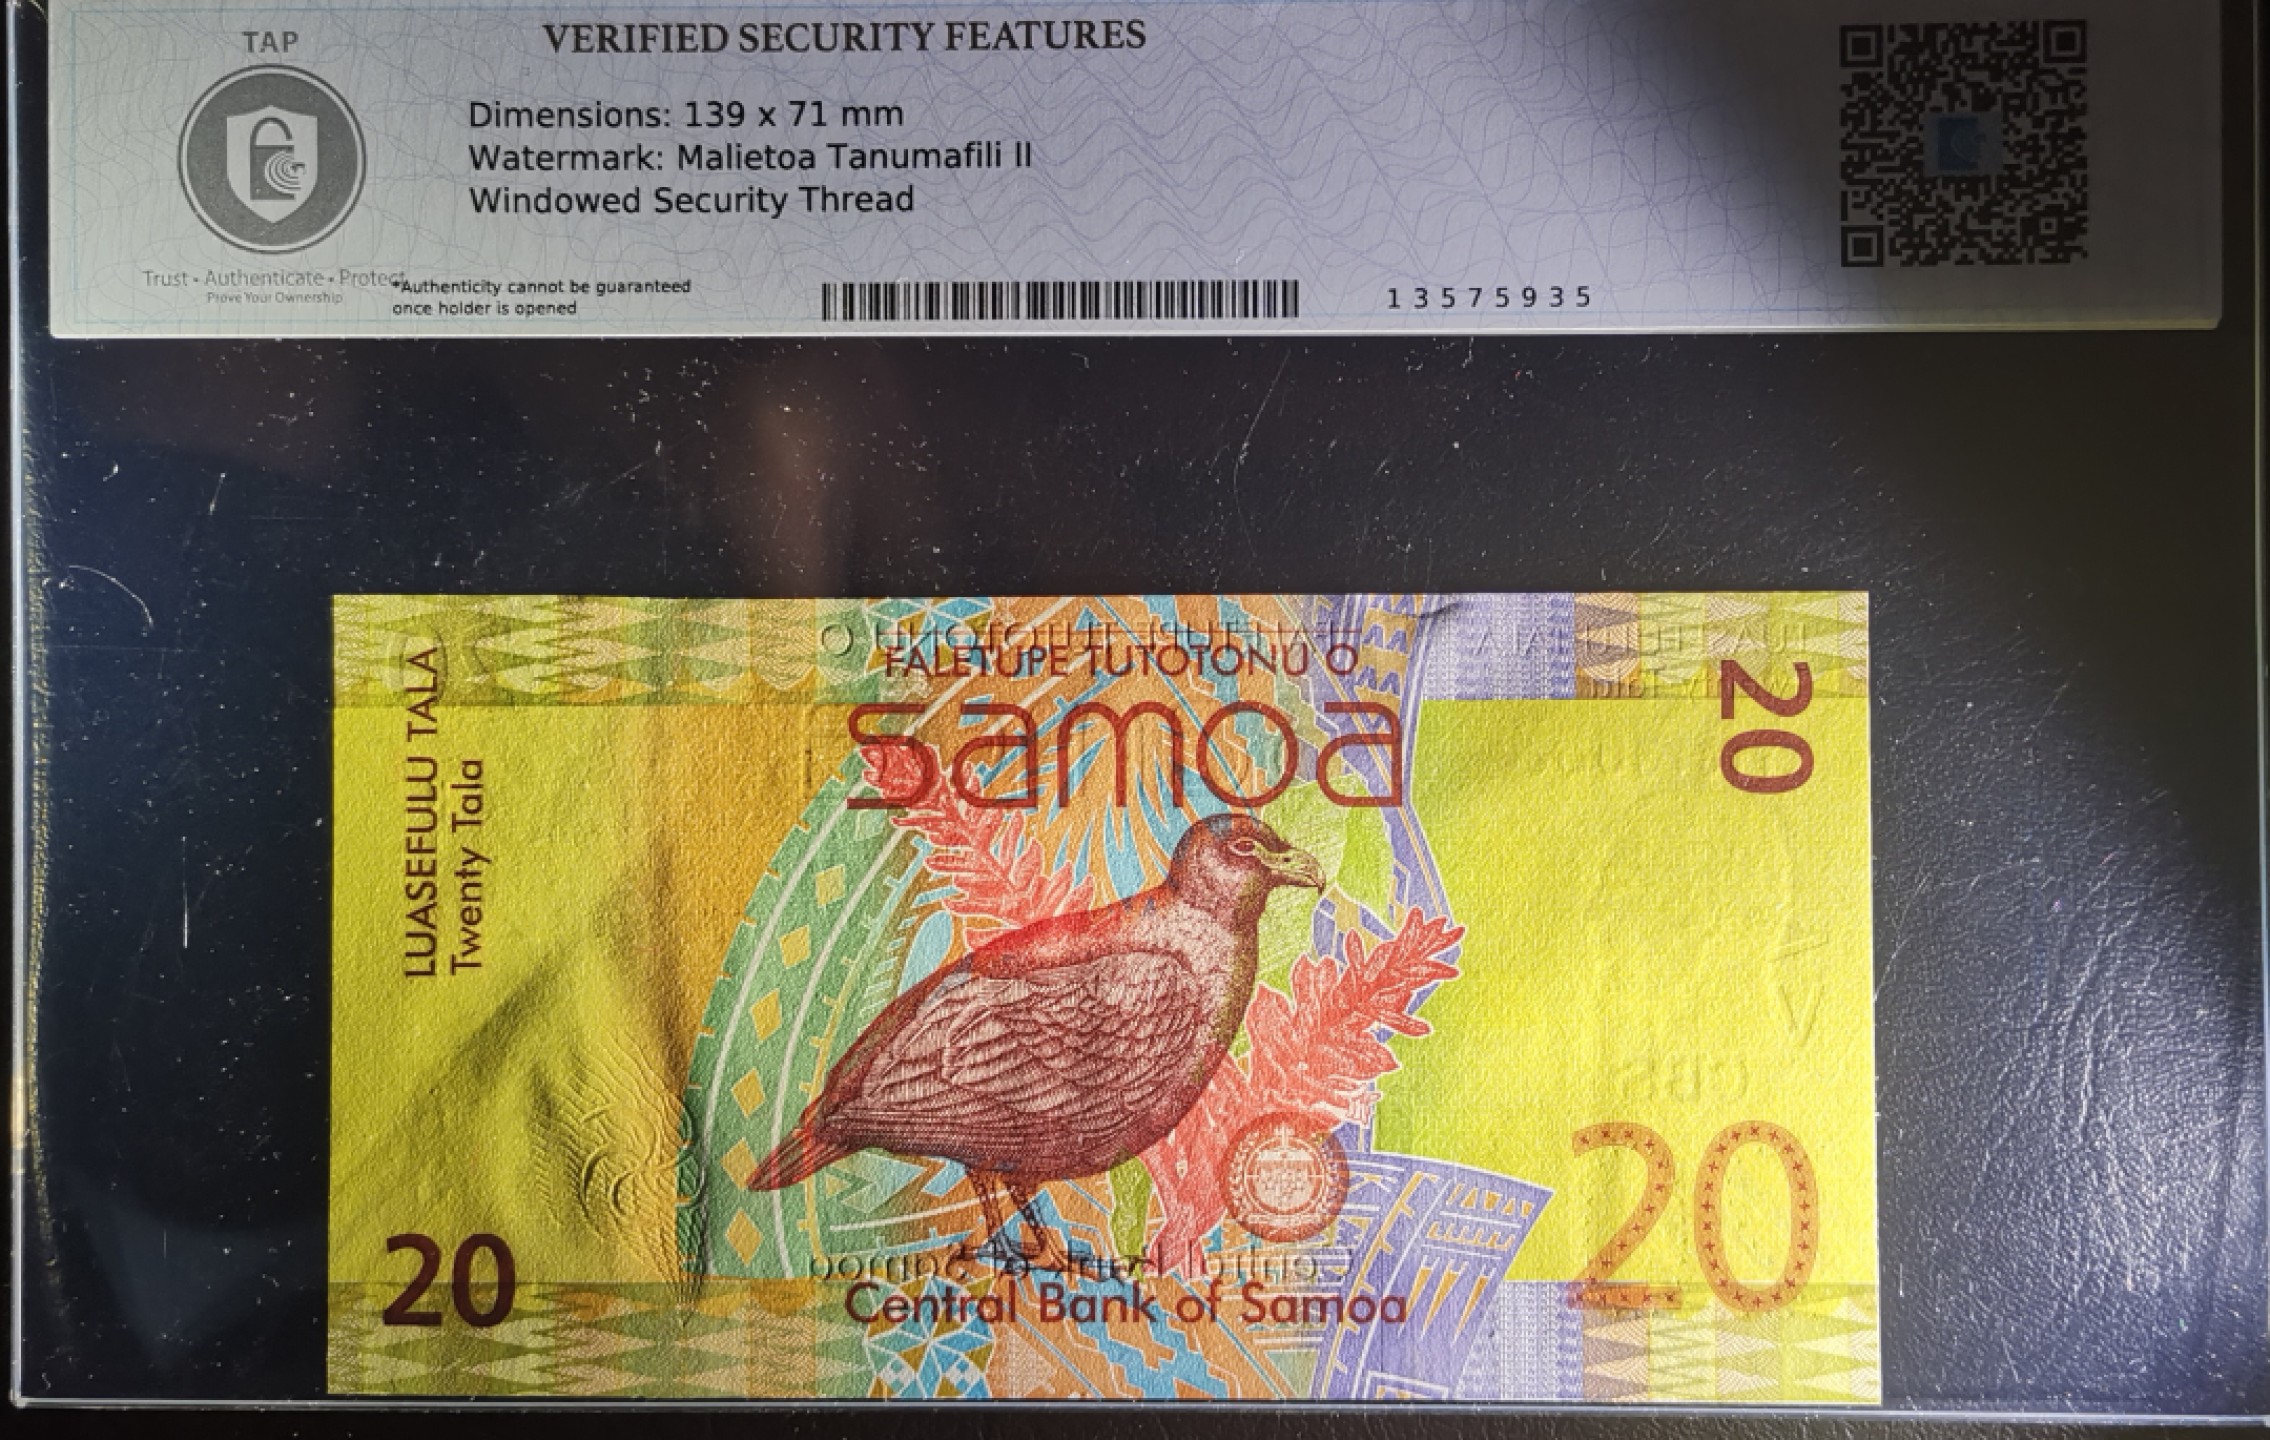 TAP
VERIFIED SECURITY FEATURES
Dimensions: 139 x 71 mm
Watermark: Malietoa Tanumafili II
Windowed Security Thread
Trust • Authenticate • Protect
Prove Your Ownership
*Authenticity cannot be guaranteed
once holder is opened
13575935
LUASEFULU TALA
Twenty Tala
FALETUPE TUTOTONU O
samoa
20
20
20
Central Bank of Samoa